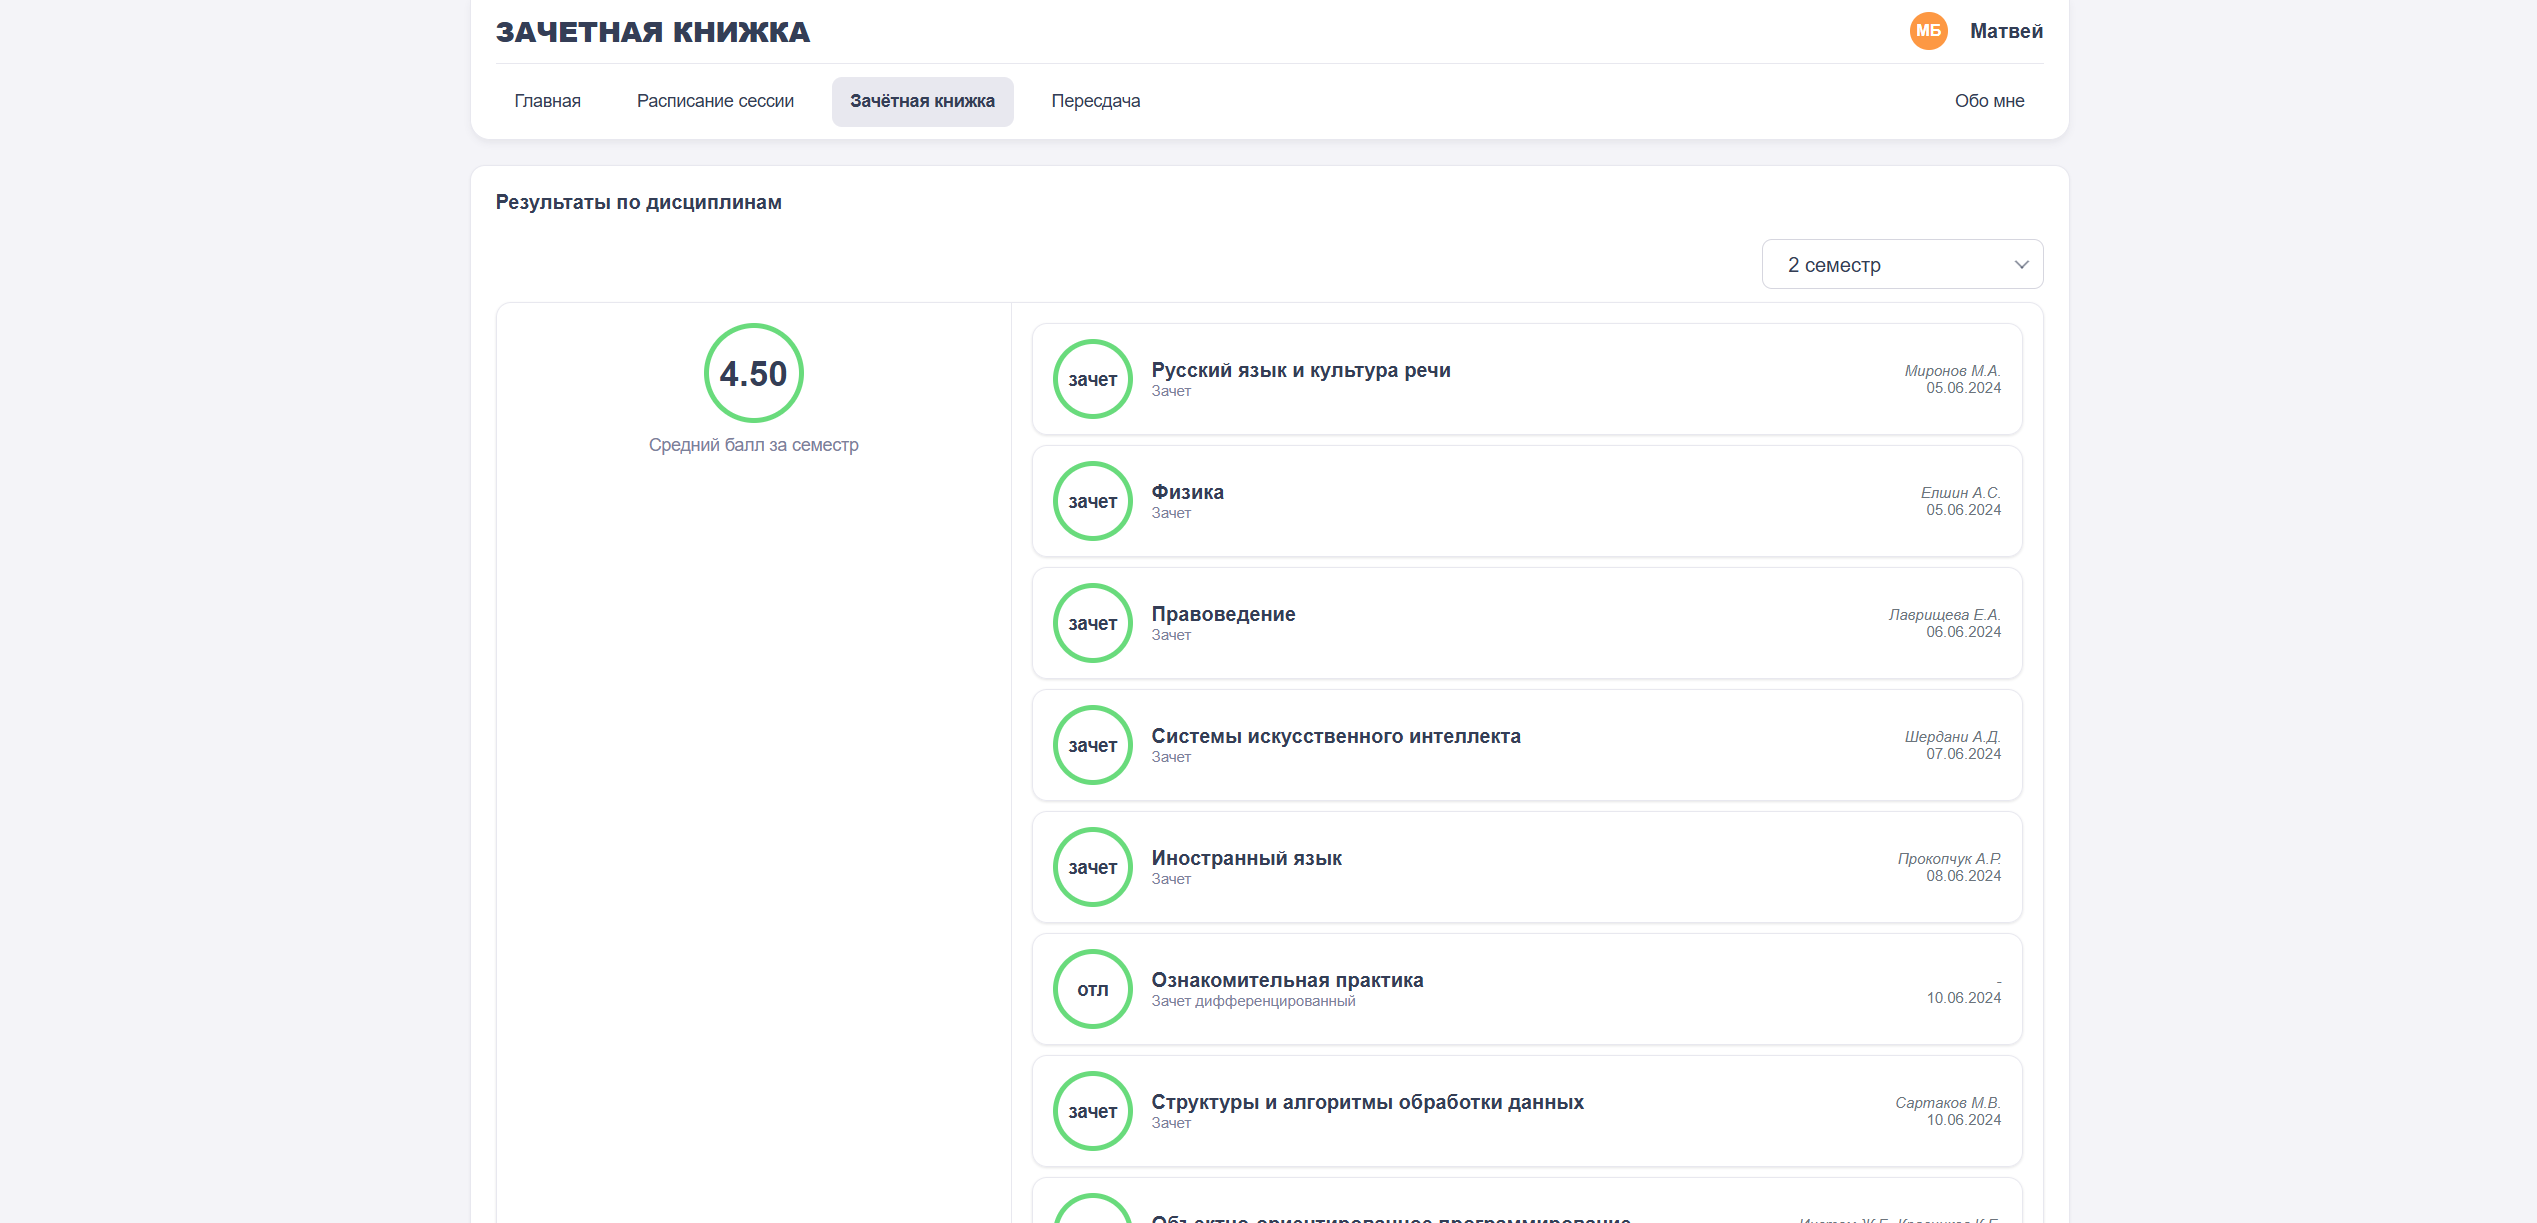 ЗАЧЕТНАЯ КНИЖКА
МБ Матвей
Главная Расписание сессии Зачётная книжка Пересдача Обо мне
Результаты по дисциплинам
2 семестр
4.50
Средний балл за семестр
зачет
Русский язык и культура речи
Зачет
Миронов М.А.
05.06.2024
зачет
Физика
Зачет
Елшин А.С.
05.06.2024
зачет
Правоведение
Зачет
Лаврищева Е.А.
06.06.2024
зачет
Системы искусственного интеллекта
Зачет
Шердани А.Д.
07.06.2024
зачет
Иностранный язык
Зачет
Прокопчук А.Р.
08.06.2024
отл
Ознакомительная практика
Зачет дифференцированный
-
10.06.2024
зачет
Структуры и алгоритмы обработки данных
Зачет
Сартаков М.В.
10.06.2024
Объектно-ориентированное программирование